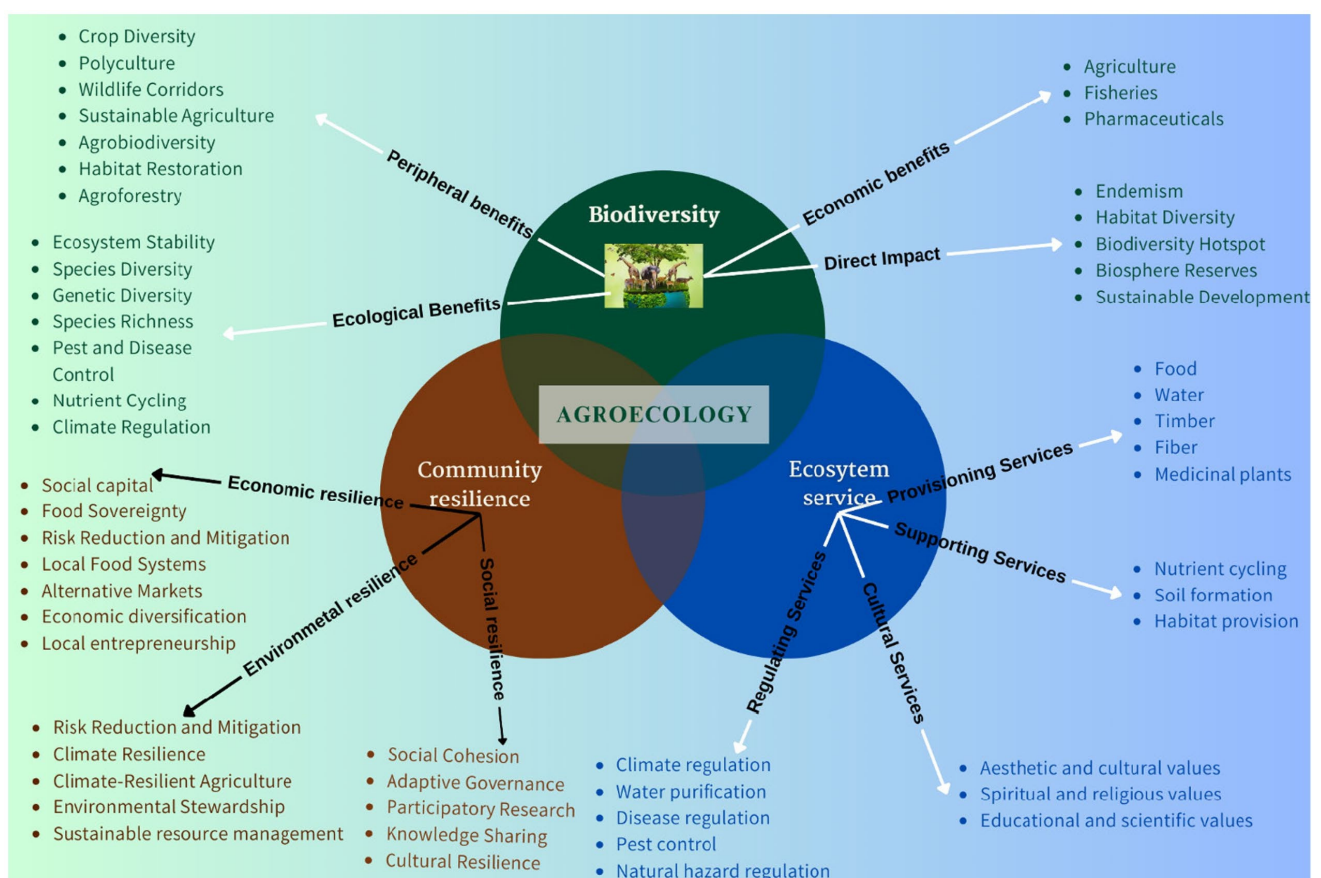 • Crop Diversity
• Polyculture
• Wildlife Corridors
• Sustainable Agriculture
• Agrobiodiversity
• Habitat Restoration
• Agroforestry
Peripheral benefits
• Ecosystem Stability
• Species Diversity
• Genetic Diversity
• Species Richness
• Pest and Disease
Control
• Nutrient Cycling
• Climate Regulation
Ecological Benefits
Biodiversity
Economic benefits
• Agriculture
• Fisheries
• Pharmaceuticals
Direct Impact
• Endemism
• Habitat Diversity
• Biodiversity Hotspot
• Biosphere Reserves
• Sustainable Development
AGROECOLOGY
Community
resilience
Economic resilience
• Social capital
• Food Sovereignty
• Risk Reduction and Mitigation
• Local Food Systems
• Alternative Markets
• Economic diversification
• Local entrepreneurship
Environmetal resilience
• Risk Reduction and Mitigation
• Climate Resilience
• Climate-Resilient Agriculture
• Environmental Stewardship
• Sustainable resource management
Social resilience
• Social Cohesion
• Adaptive Governance
• Participatory Research
• Knowledge Sharing
• Cultural Resilience
Ecosytem
service
Provisioning Services
• Food
• Water
• Timber
• Fiber
• Medicinal plants
Supporting Services
• Nutrient cycling
• Soil formation
• Habitat provision
Regulating Services
• Climate regulation
• Water purification
• Disease regulation
• Pest control
• Natural hazard regulation
Cultural Services
• Aesthetic and cultural values
• Spiritual and religious values
• Educational and scientific values